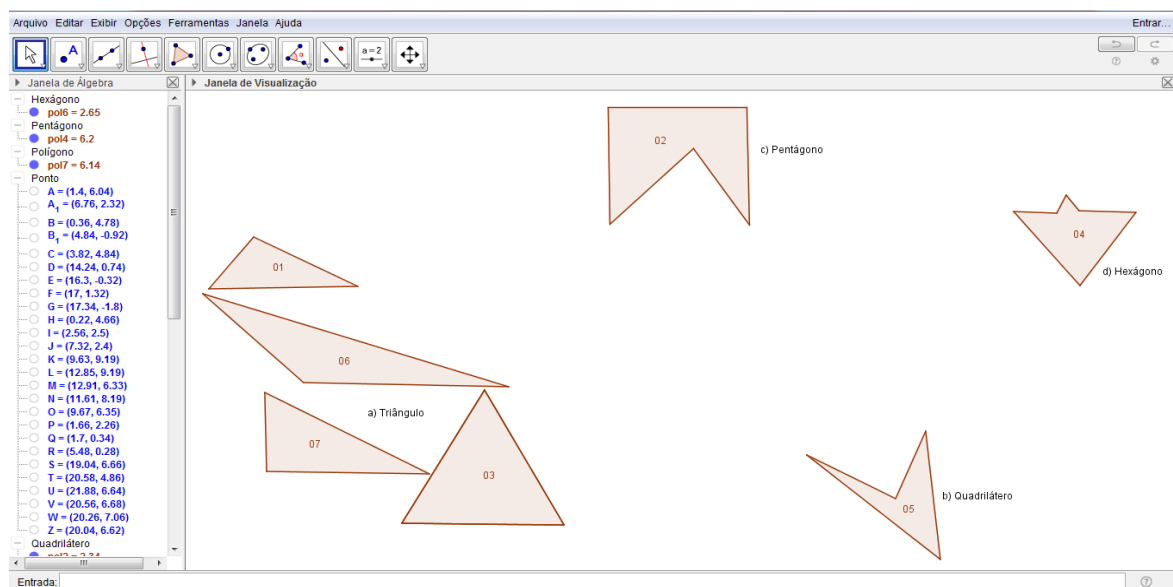 Arquivo Editar Exibir Opções Ferramentas Janela Ajuda
Entrar...
A
α
a=2
Janela de Álgebra
Janela de Visualização
Hexágono
pol6 = 2.65
Pentágono
pol4 = 6.2
Polígono
pol7 = 6.14
Ponto
A = (1.4, 6.04)
A1 = (6.76, 2.32)
B = (0.36, 4.78)
B1 = (4.84, -0.92)
C = (3.82, 4.84)
D = (14.24, 0.74)
E = (16.3, -0.32)
F = (17, 1.32)
G = (17.34, -1.8)
H = (0.22, 4.66)
I = (2.56, 2.5)
J = (7.32, 2.4)
K = (9.63, 9.19)
L = (12.85, 9.19)
M = (12.91, 6.33)
N = (11.61, 8.19)
O = (9.67, 6.35)
P = (1.66, 2.26)
Q = (1.7, 0.34)
R = (5.48, 0.28)
S = (19.04, 6.66)
T = (20.58, 4.86)
U = (21.88, 6.64)
V = (20.56, 6.68)
W = (20.26, 7.06)
Z = (20.04, 6.62)
Quadrilátero
02
c) Pentágono
04
d) Hexágono
01
06
a) Triângulo
07
03
b) Quadrilátero
05
Entrada: